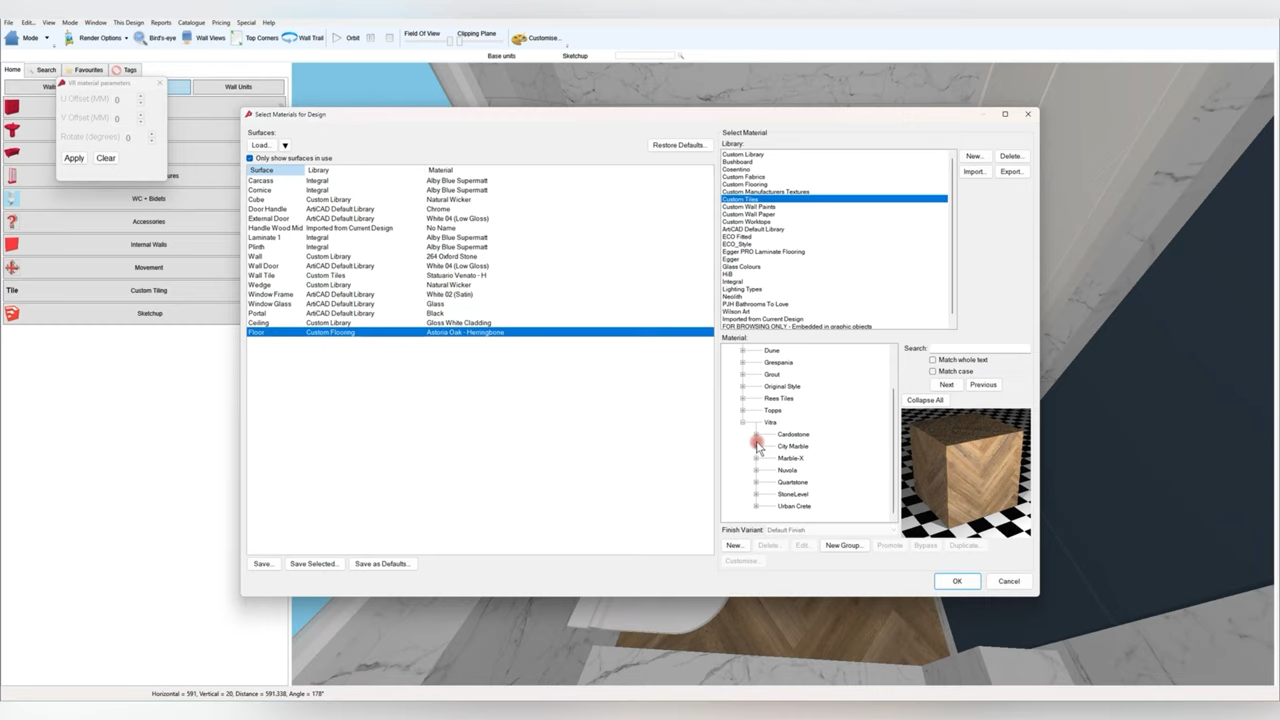 File Edit... View Mode Window This Design Reports Catalogue Pricing Special Help
Mode Render Options Bird's-eye Wall Views Top Corners Wall Trail Orbit Field Of View Clipping Plane Customise...
Base units Sketchup
Home Search Favourites Tags
VR material parameters
Wall Units
U Offset (MM) 0
V Offset (MM) 0
Rotate (degrees) 0
Apply Clear
WC + Bidets
Accessories
Internal Walls
Movement
Tile Custom Tiling
Sketchup
Select Materials for Design
Surfaces:
Load... Restore Defaults...
Only show surfaces in use
Surface Library Material
Carcass Integral Alby Blue Supermatt
Cornice Integral Alby Blue Supermatt
Cube Custom Library Natural Wicker
Door Handle ArtiCAD Default Library Chrome
External Door ArtiCAD Default Library White 04 (Low Gloss)
Handle Wood Mid Imported from Current Design No Name
Laminate 1 Integral Alby Blue Supermatt
Plinth Integral Alby Blue Supermatt
Wall Custom Library 264 Oxford Stone
Wall Door ArtiCAD Default Library White 04 (Low Gloss)
Wall Tile Custom Tiles Statuario Venato - H
Wedge Custom Library Natural Wicker
Window Frame ArtiCAD Default Library White 02 (Satin)
Window Glass ArtiCAD Default Library Glass
Portal ArtiCAD Default Library Black
Ceiling Custom Library Gloss White Cladding
Floor Custom Flooring Astoria Oak - Herringbone
Save... Save Selected... Save as Defaults...
Select Material
Library:
Custom Library
Bushboard
Cosentino
Custom Fabrics
Custom Flooring
Custom Manufacturers Textures
Custom Tiles
Custom Wall Paints
Custom Wall Paper
Custom Worktops
ArtiCAD Default Library
ECO Fitted
ECO_Style
Egger PRO Laminate Flooring
Egger
Glass Colours
HiB
Integral
Lighting Types
Neolith
PJH Bathrooms To Love
Wilson Art
Imported from Current Design
FOR BROWSING ONLY - Embedded in graphic objects
New... Delete...
Import... Export...
Material:
Dune
Grespania
Grout
Original Style
Rees Tiles
Topps
Vitra
Cardostone
City Marble
Marble-X
Nuvola
Quartstone
StoneLevel
Urban Crete
Search:
Match whole text
Match case
Next Previous
Collapse All
Finish Variant: Default Finish
New... Delete... Edit... New Group... Promote Bypass Duplicate...
Customise...
OK Cancel
Horizontal = 591, Vertical = 20, Distance = 591.338, Angle = 178°